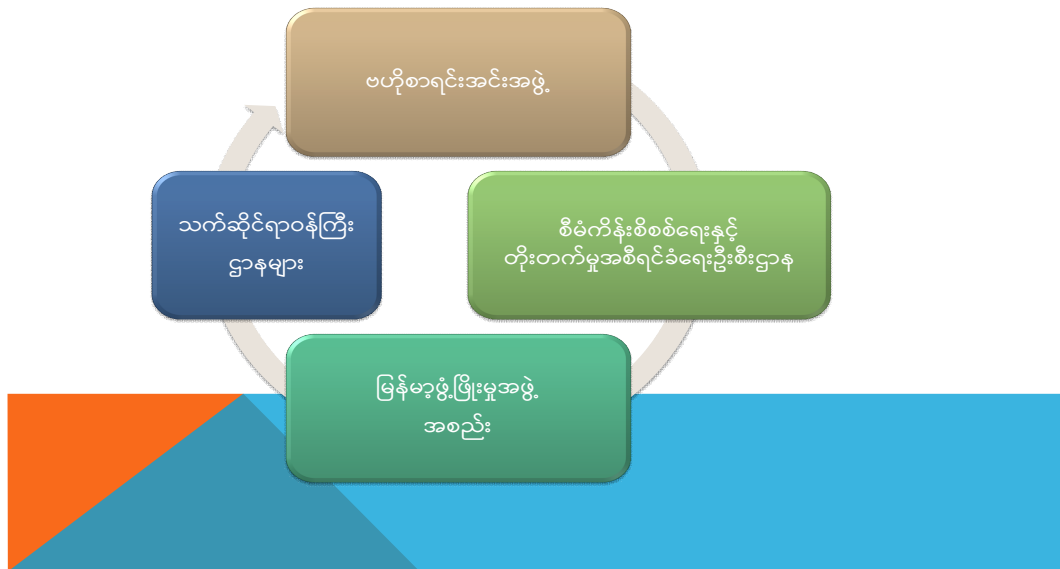 ဗဟိုစာရင်းအင်းအဖွဲ့
သက်ဆိုင်ရာဝန်ကြီး
ဌာနများ
စီမံကိန်းစိစစ်ရေးနှင့်
တိုးတက်မှုအစီရင်ခံရေးဦးစီးဌာန
မြန်မာ့ဖွံ့ဖြိုးမှုအဖွဲ့
အစည်း